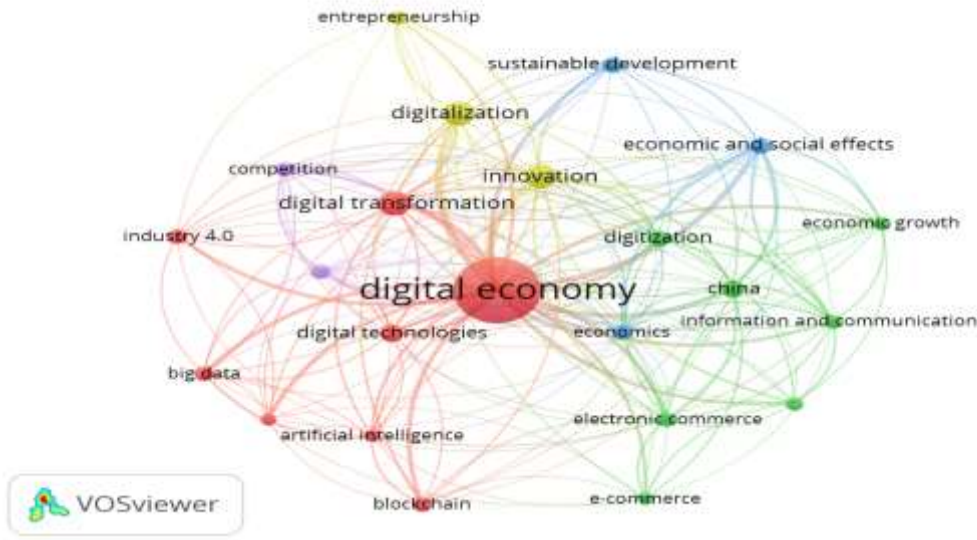 entrepreneurship
sustainable development
digitalization
economic and social effects
competition
innovation
digital transformation
economic growth
industry 4.0
digitization
digital economy
china
information and communication
digital technologies
economics
big data
electronic commerce
artificial intelligence
e-commerce
blockchain
VOSviewer